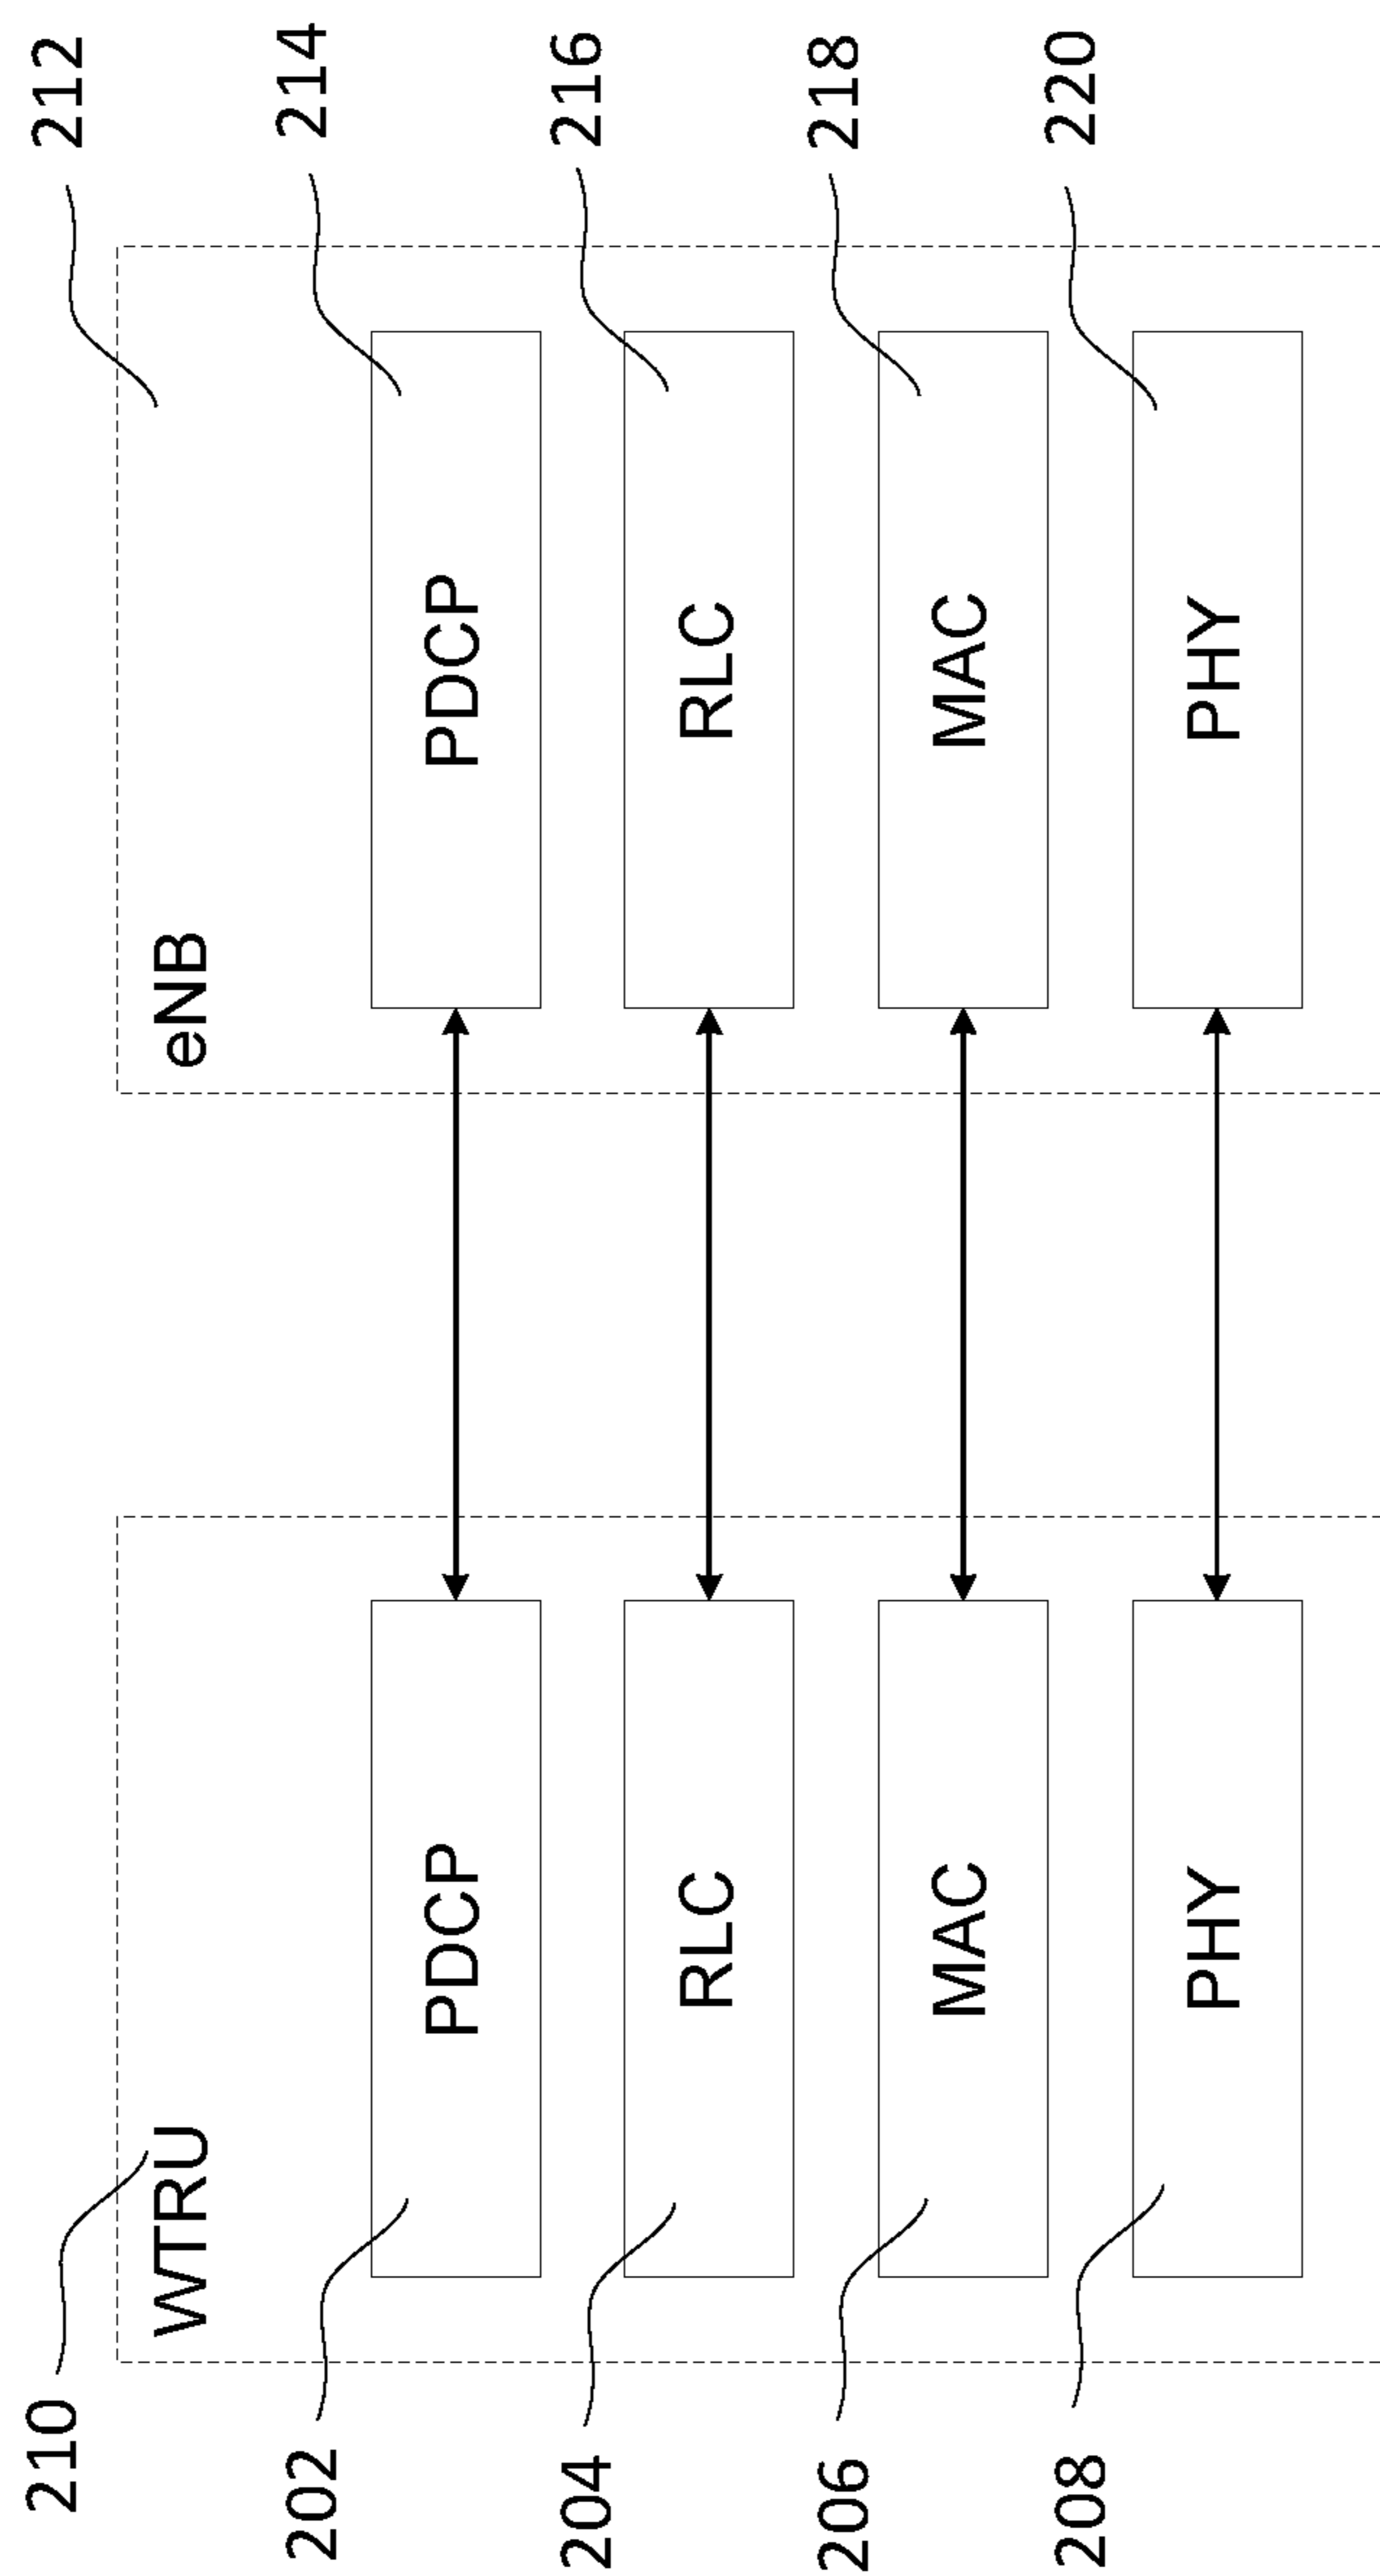 210
212
WTRU
eNB
202
PDCP
PDCP
214
204
RLC
RLC
216
206
MAC
MAC
218
208
PHY
PHY
220